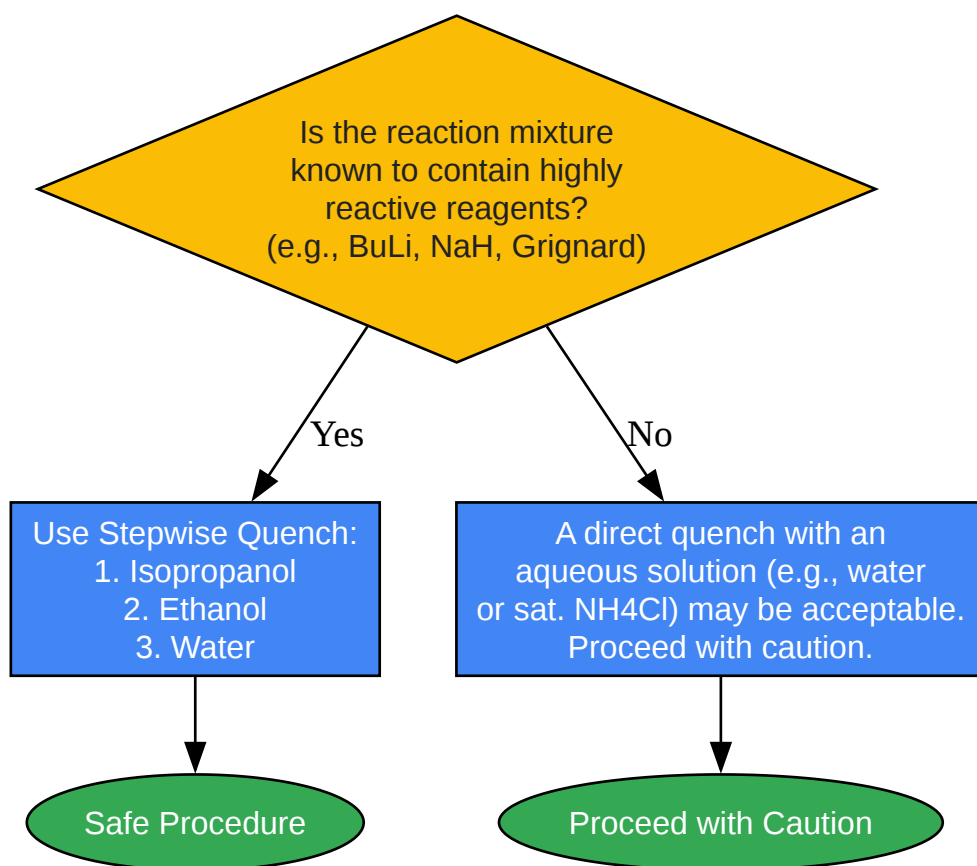 Is the reaction mixture
known to contain highly
reactive reagents?
(e.g., BuLi, NaH, Grignard)
Yes
No
Use Stepwise Quench:
1. Isopropanol
2. Ethanol
3. Water
A direct quench with an
aqueous solution (e.g., water
or sat. NH4Cl) may be acceptable.
Proceed with caution.
Safe Procedure
Proceed with Caution